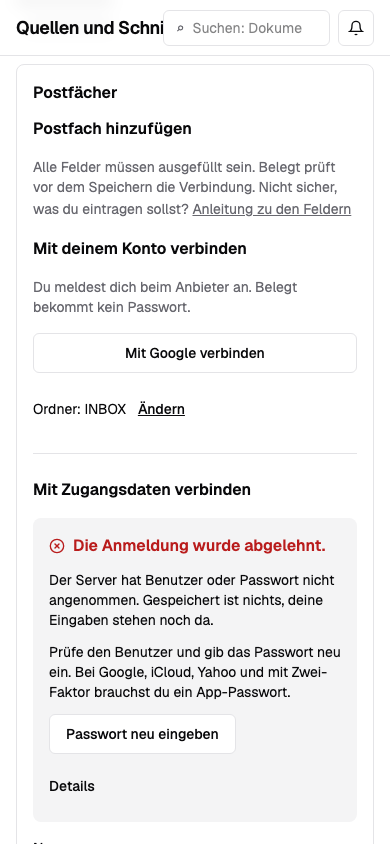 Quellen und Schni
Suchen: Dokume
Postfächer
Postfach hinzufügen
Alle Felder müssen ausgefüllt sein. Belegt prüft
vor dem Speichern die Verbindung. Nicht sicher,
was du eintragen sollst? Anleitung zu den Feldern
Mit deinem Konto verbinden
Du meldest dich beim Anbieter an. Belegt
bekommt kein Passwort.
Mit Google verbinden
Ordner: INBOX Ändern
Mit Zugangsdaten verbinden
Die Anmeldung wurde abgelehnt.
Der Server hat Benutzer oder Passwort nicht
angenommen. Gespeichert ist nichts, deine
Eingaben stehen noch da.
Prüfe den Benutzer und gib das Passwort neu
ein. Bei Google, iCloud, Yahoo und mit Zwei-
Faktor brauchst du ein App-Passwort.
Passwort neu eingeben
Details